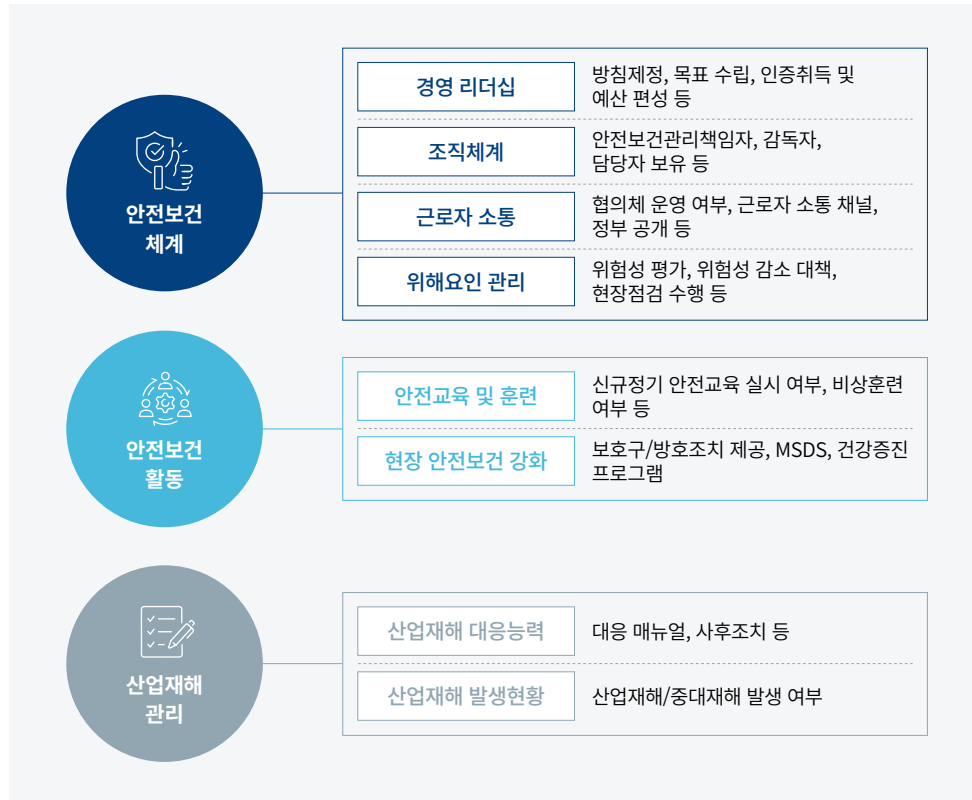 안전보건
체계
경영 리더십
방침제정, 목표 수립, 인증취득 및
예산 편성 등
조직체계
안전보건관리책임자, 감독자,
담당자 보유 등
근로자 소통
협의체 운영 여부, 근로자 소통 채널,
정부 공개 등
위해요인 관리
위험성 평가, 위험성 감소 대책,
현장점검 수행 등
안전보건
활동
안전교육 및 훈련
신규정기 안전교육 실시 여부, 비상훈련
여부 등
현장 안전보건 강화
보호구/방호조치 제공, MSDS, 건강증진
프로그램
산업재해
관리
산업재해 대응능력
대응 매뉴얼, 사후조치 등
산업재해 발생현황
산업재해/중대재해 발생 여부